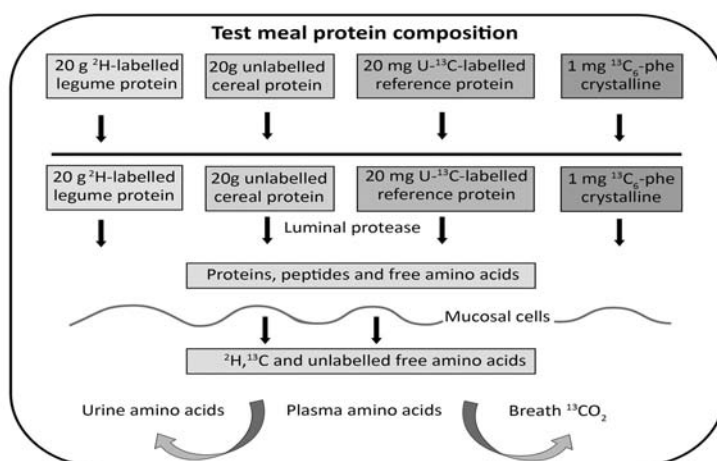 Test meal protein composition
20 g ²H-labelled
legume protein
20g unlabelled
cereal protein
20 mg U-¹³C-labelled
reference protein
1 mg ¹³C₆-phe
crystalline
20 g ²H-labelled
legume protein
20g unlabelled
cereal protein
20 mg U-¹³C-labelled
reference protein
1 mg ¹³C₆-phe
crystalline
Luminal protease
Proteins, peptides and free amino acids
Mucosal cells
²H,¹³C and unlabelled free amino acids
Urine amino acids
Plasma amino acids
Breath ¹³CO₂